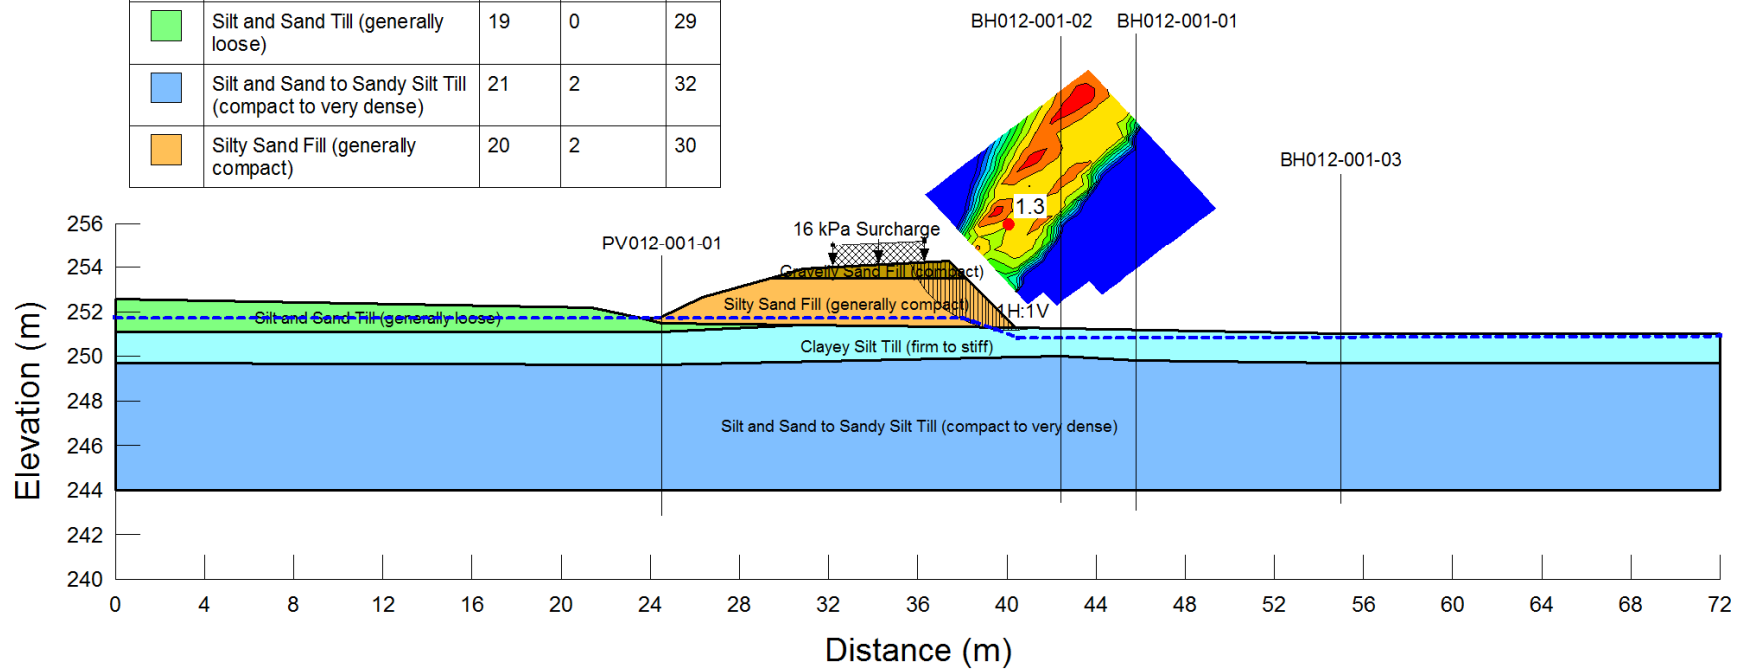 Silt and Sand Till (generally loose) 19 0 29
Silt and Sand to Sandy Silt Till (compact to very dense) 21 2 32
Silty Sand Fill (generally compact) 20 2 30
BH012-001-02
BH012-001-01
BH012-001-03
1.3
16 kPa Surcharge
PV012-001-01
Gravelly Sand Fill (compact)
Silty Sand Fill (generally compact)
1H:1V
Silt and Sand Till (generally loose)
Clayey Silt Till (firm to stiff)
Silt and Sand to Sandy Silt Till (compact to very dense)
Elevation (m)
256
254
252
250
248
246
244
242
240
0 4 8 12 16 20 24 28 32 36 40 44 48 52 56 60 64 68 72
Distance (m)